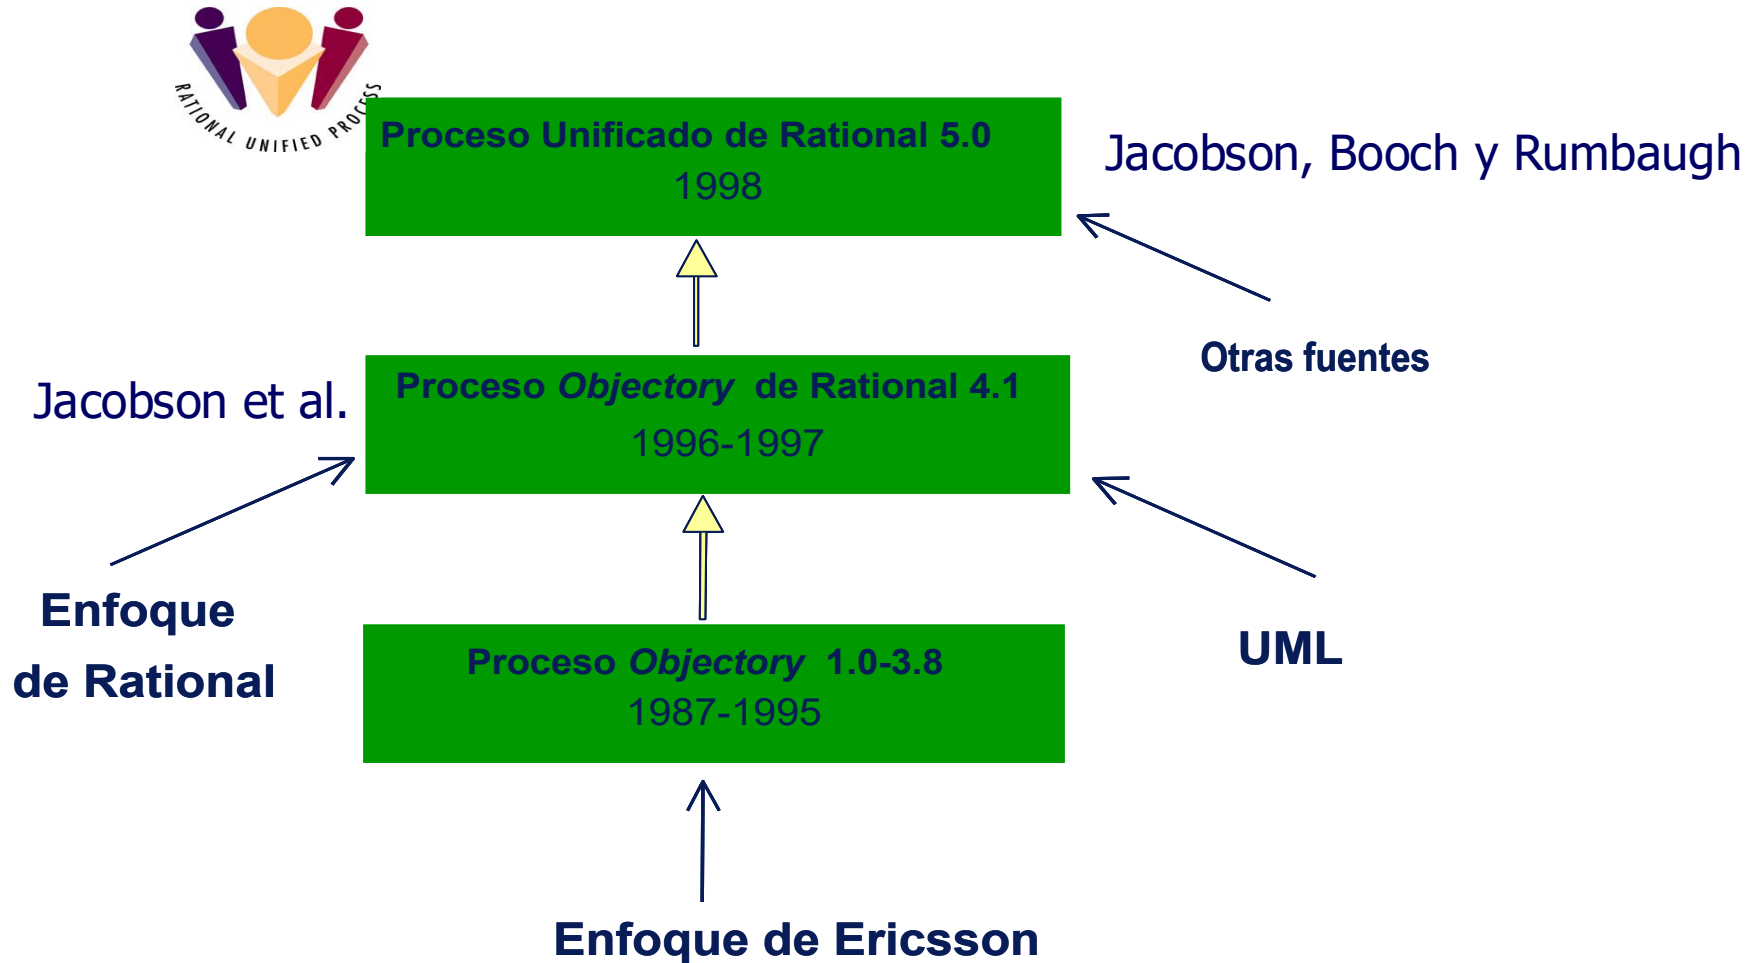 RATIONAL UNIFIED PROCESS
Proceso Unificado de Rational 5.0
1998
Jacobson, Booch y Rumbaugh
Otras fuentes
Jacobson et al.
Proceso Objectory de Rational 4.1
1996-1997
Enfoque
de Rational
UML
Proceso Objectory 1.0-3.8
1987-1995
Enfoque de Ericsson